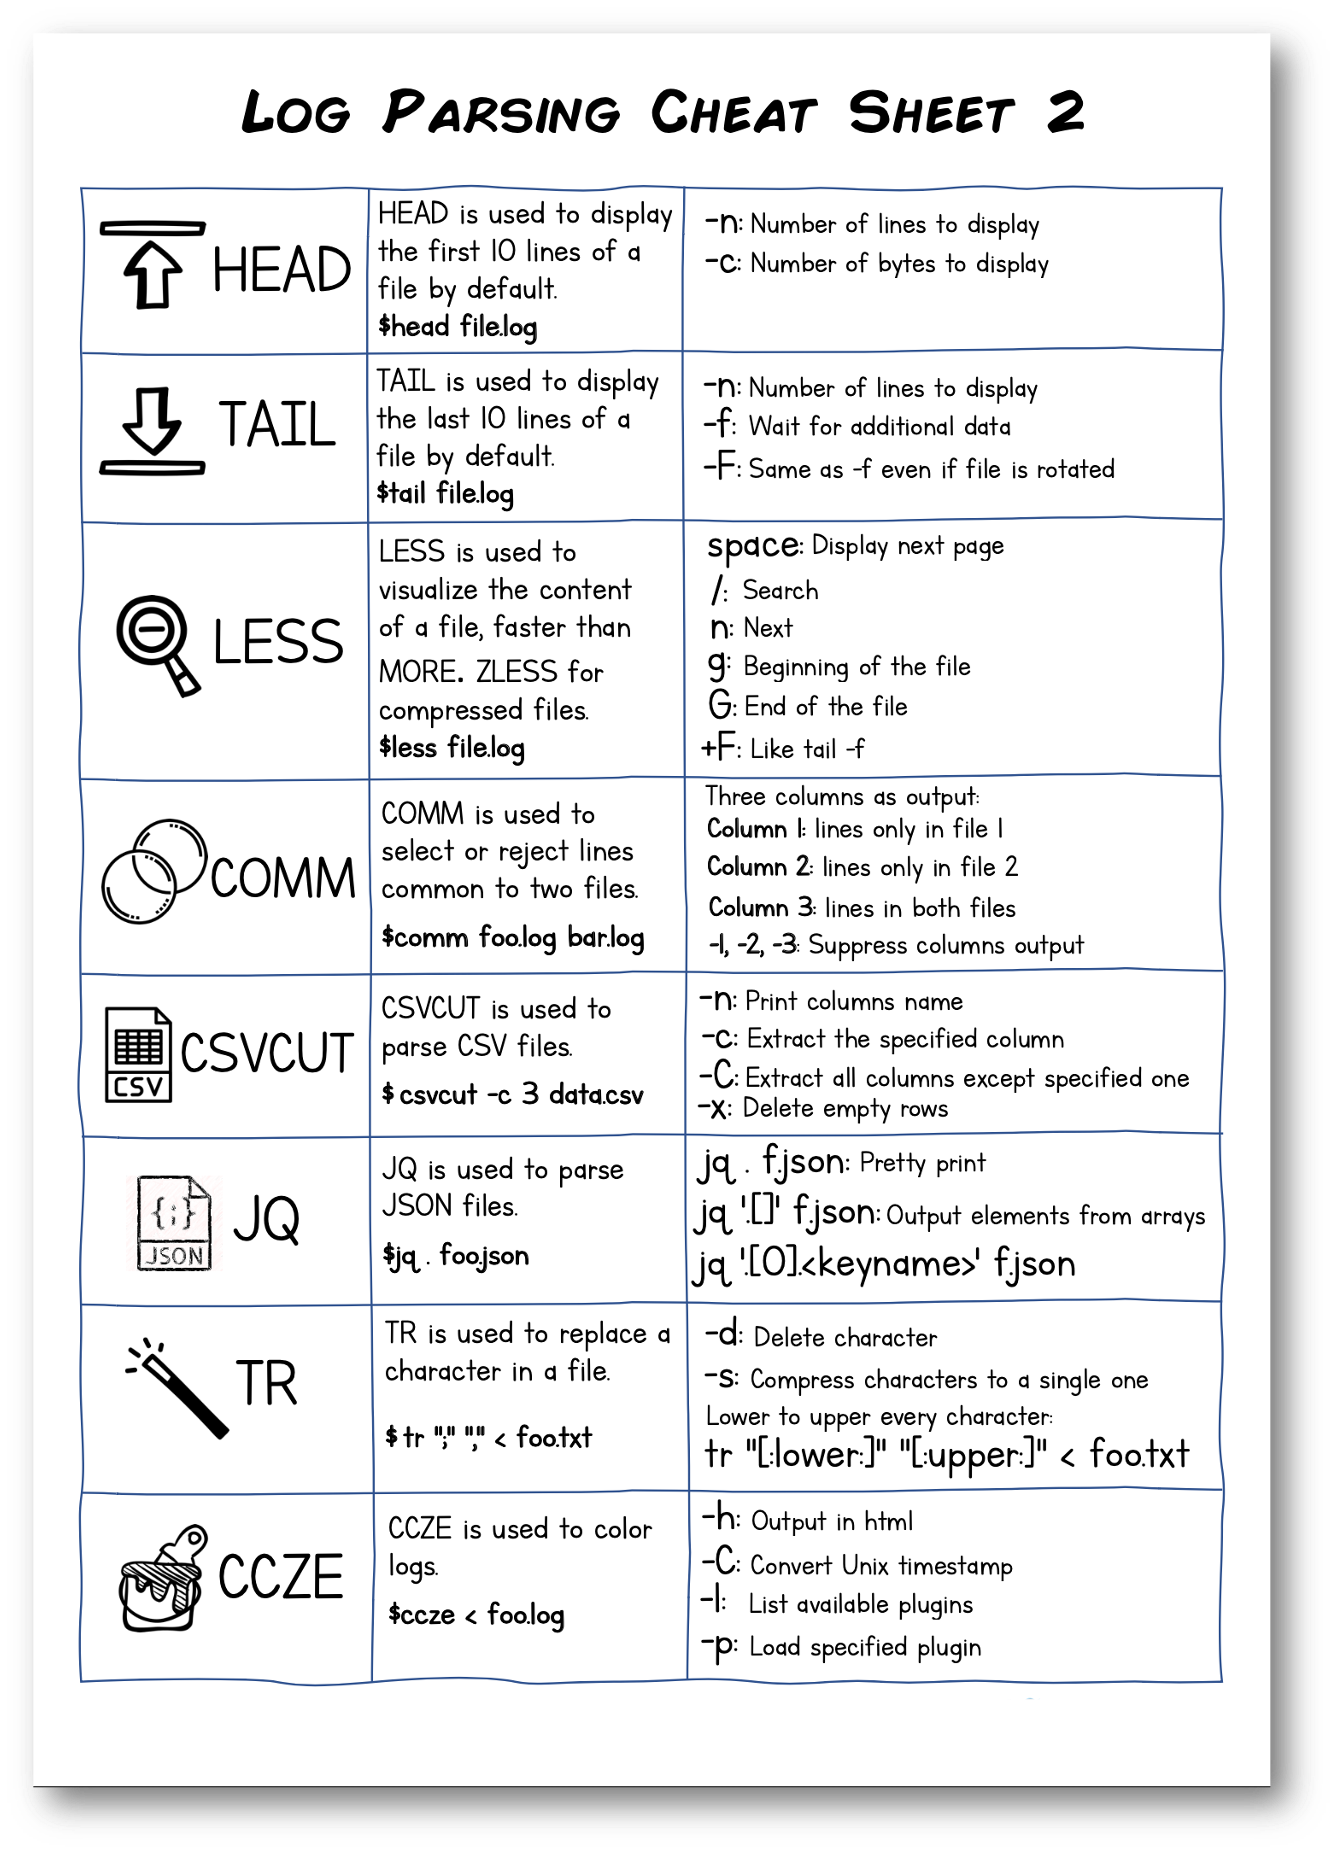 LOG PARSING CHEAT SHEET 2
HEAD
HEAD is used to display
the first 10 lines of a
file by default.
$head file.log
-n: Number of lines to display
-c: Number of bytes to display
TAIL
TAIL is used to display
the last 10 lines of a
file by default.
$tail file.log
-n: Number of lines to display
-f: Wait for additional data
-F: Same as -f even if file is rotated
LESS
LESS is used to
visualize the content
of a file, faster than
MORE. ZLESS for
compressed files.
$less file.log
space: Display next page
/: Search
n: Next
g: Beginning of the file
G: End of the file
+F: Like tail -f
COMM
COMM is used to
select or reject lines
common to two files.
$comm foo.log bar.log
Three columns as output:
Column 1: lines only in file 1
Column 2: lines only in file 2
Column 3: lines in both files
-1, -2, -3: Suppress columns output
CSV
CSVCUT
CSVCUT is used to
parse CSV files.
$ csvcut -c 3 data.csv
-n: Print columns name
-c: Extract the specified column
-C: Extract all columns except specified one
-x: Delete empty rows
{;}
JSON
JQ
JQ is used to parse
JSON files.
$jq . foo.json
jq . f.json: Pretty print
jq '.[]' f.json: Output elements from arrays
jq '.[0].<keyname>' f.json
TR
TR is used to replace a
character in a file.
$ tr ";" "," < foo.txt
-d: Delete character
-s: Compress characters to a single one
Lower to upper every character:
tr "[:lower:]" "[:upper:]" < foo.txt
CCZE
CCZE is used to color
logs.
$ccze < foo.log
-h: Output in html
-C: Convert Unix timestamp
-l: List available plugins
-p: Load specified plugin